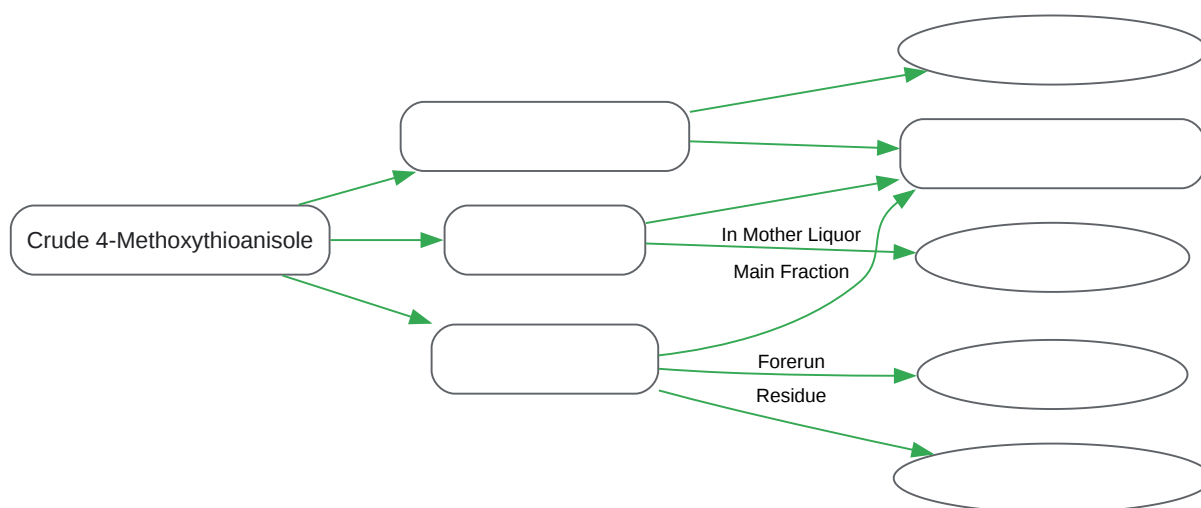 Crude 4-Methoxythioanisole
In Mother Liquor
Main Fraction
Forerun
Residue